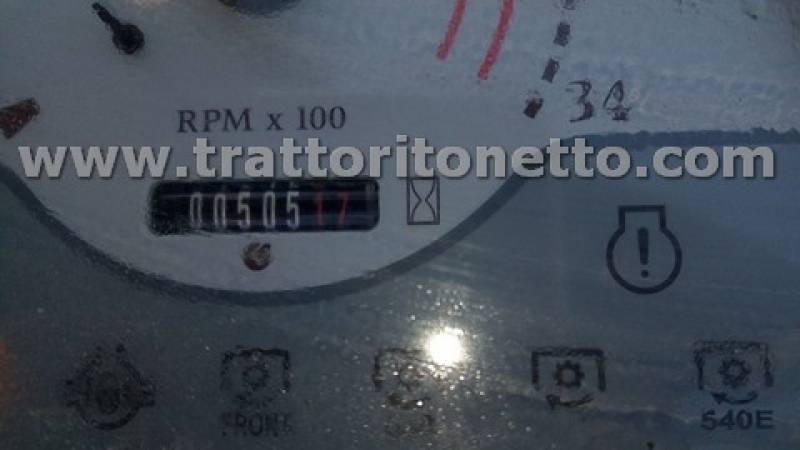 34
RPM x 100
www.trattoritonetto.com
0050517
FRONT
540E